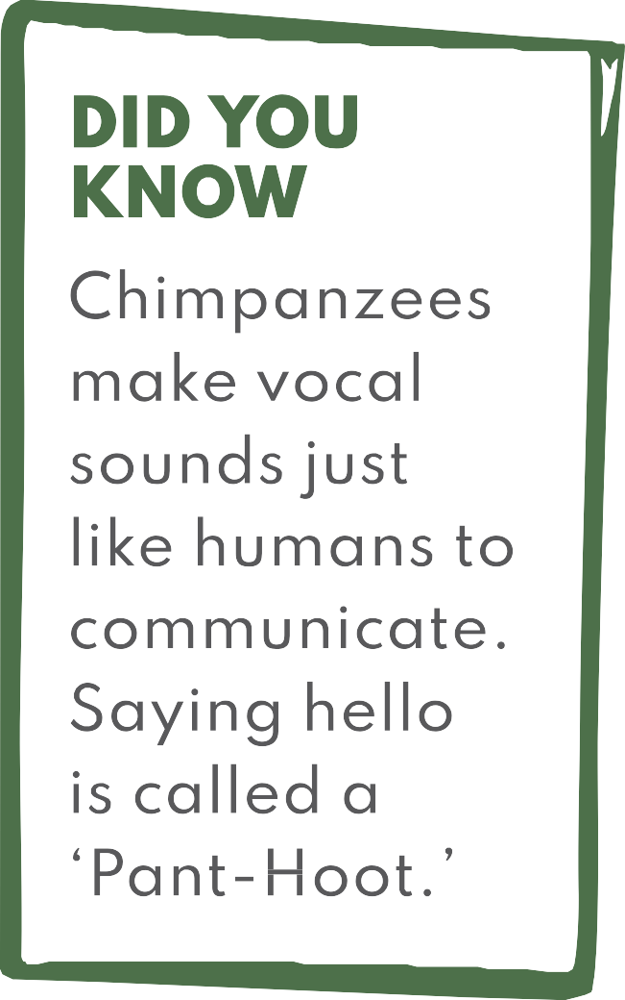 DID YOU
KNOW
Chimpanzees
make vocal
sounds just
like humans to
communicate.
Saying hello
is called a
‘Pant-Hoot.’